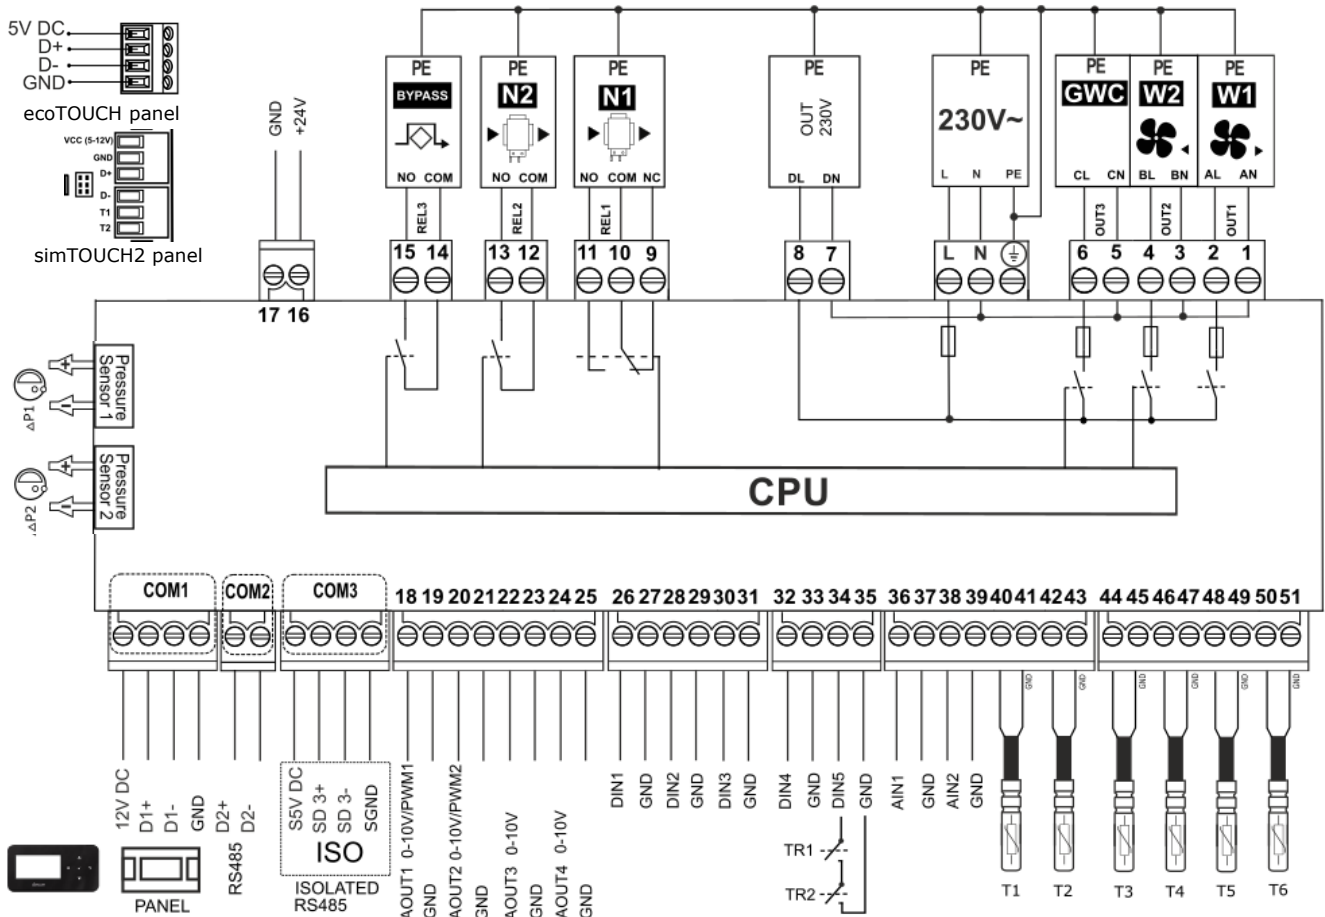 5V DC
D+
D-
GND
ecoTOUCH panel
VCC (5-12V)
GND
D+
D-
T1
T2
simTOUCH2 panel
GND
+24V
17 16
PE
BYPASS
NO COM
REL3
15 14
PE
N2
NO COM
REL2
13 12
PE
N1
NO COM NC
REL1
11 10 9
PE
OUT
230V
DL DN
8 7
PE
230V~
L N PE
L N
PE
GWC
CL CN
OUT3
6 5
PE
W2
BL BN
OUT2
4 3
PE
W1
AL AN
OUT1
2 1
Pressure
Sensor 1
+
-
△P1
Pressure
Sensor 2
+
-
△P2
CPU
COM1
COM2
COM3
18 19 20 21 22 23 24 25
26 27 28 29 30 31
32 33 34 35
36 37 38 39 40 41 42 43
44 45 46 47 48 49 50 51
12V DC
D1+
D1-
GND
D2+
D2-
S5V DC
SD 3+
SD 3-
SGND
AOUT1 0-10V/PWM1
GND
AOUT2 0-10V/PWM2
GND
AOUT3 0-10V
GND
AOUT4 0-10V
GND
DIN1
GND
DIN2
GND
DIN3
GND
DIN4
GND
DIN5
GND
AIN1
GND
AIN2
GND
GND
GND
GND
GND
GND
GND
PANEL
RS485
ISO
ISOLATED
RS485
TR1
TR2
T1
T2
T3
T4
T5
T6